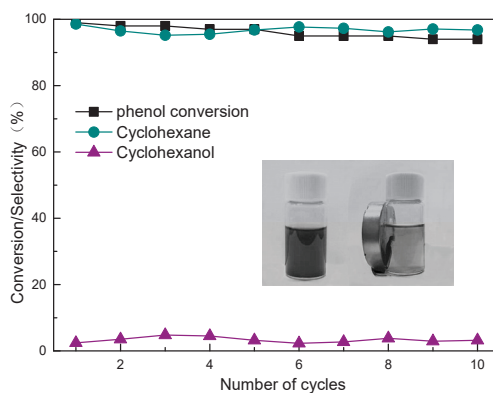 100
80
60
40
20
0
Conversion/Selectivity (%)
phenol conversion
Cyclohexane
Cyclohexanol
2
4
6
8
10
Number of cycles